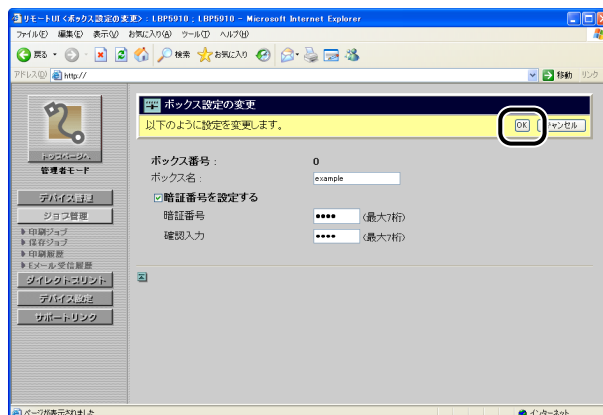 リモートUI <ボックス設定の変更> : LBP5910 ; LBP5910 - Microsoft Internet Explorer
ファイル(F) 編集(E) 表示(V) お気に入り(A) ツール(T) ヘルプ(H)
戻る 検索 お気に入り
アドレス(D) http:// 移動 リンク
ボックス設定の変更
以下のように設定を変更します。 OK キャンセル
トップページへ
管理者モード
デバイス管理
ジョブ管理
印刷ジョブ
保存ジョブ
印刷履歴
Eメール受信履歴
ダイレクトプリント
デバイス設定
サポートリンク
ボックス番号 : 0
ボックス名 : example
暗証番号を設定する
暗証番号 •••• (最大7桁)
確認入力 •••• (最大7桁)
ページが表示されました インターネット